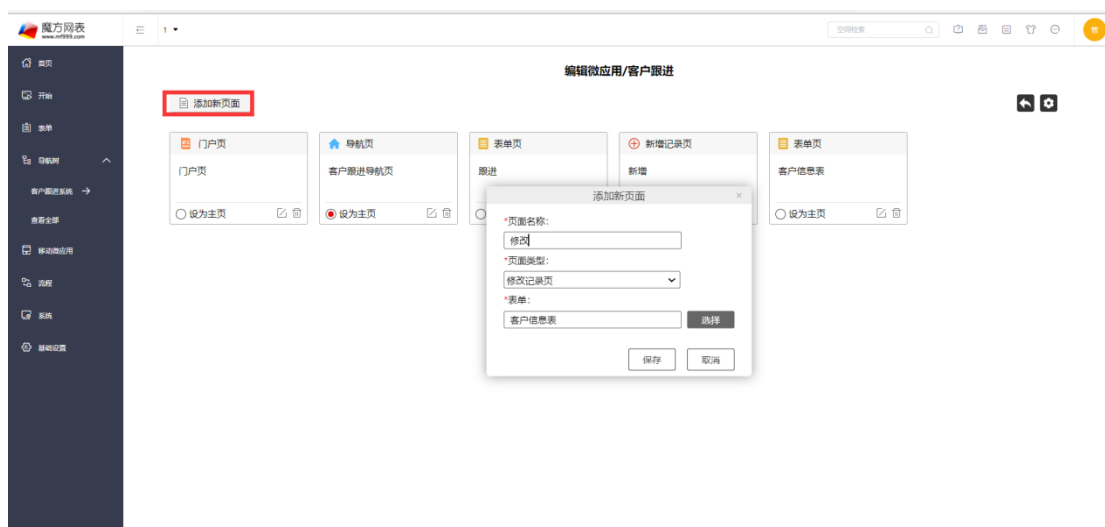 魔方网表
www.mf999.com
1
空间检索
首页
开始
表单
导航树
客户跟进系统
查看全部
移动微应用
流程
系统
基础设置
编辑微应用/客户跟进
添加新页面
门户页
门户页
设为主页
导航页
客户跟进导航页
设为主页
表单页
跟进
新增记录页
新增
表单页
客户信息表
设为主页
添加新页面
*页面名称:
修改
*页面类型:
修改记录页
*表单:
客户信息表
选择
保存
取消